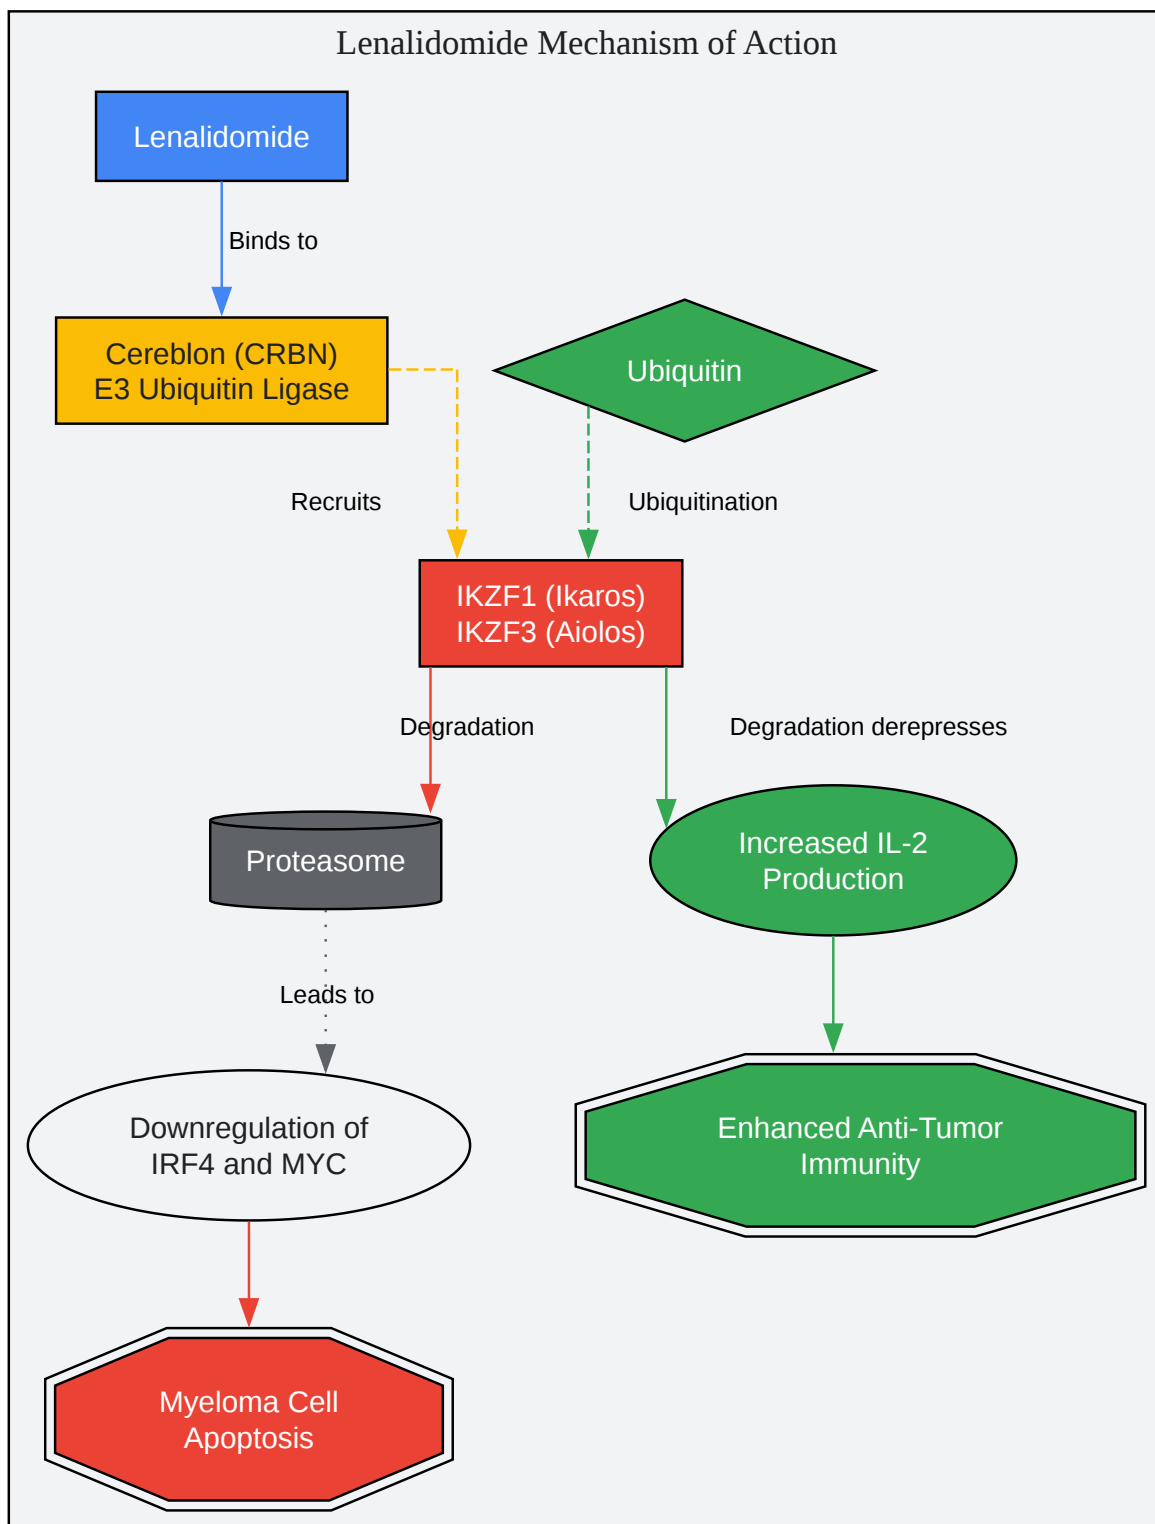 Lenalidomide Mechanism of Action
Lenalidomide
Binds to
Cereblon (CRBN)
E3 Ubiquitin Ligase
Ubiquitin
Recruits
Ubiquitination
IKZF1 (Ikaros)
IKZF3 (Aiolos)
Degradation
Degradation derepresses
Proteasome
Increased IL-2
Production
Leads to
Downregulation of
IRF4 and MYC
Enhanced Anti-Tumor
Immunity
Myeloma Cell
Apoptosis